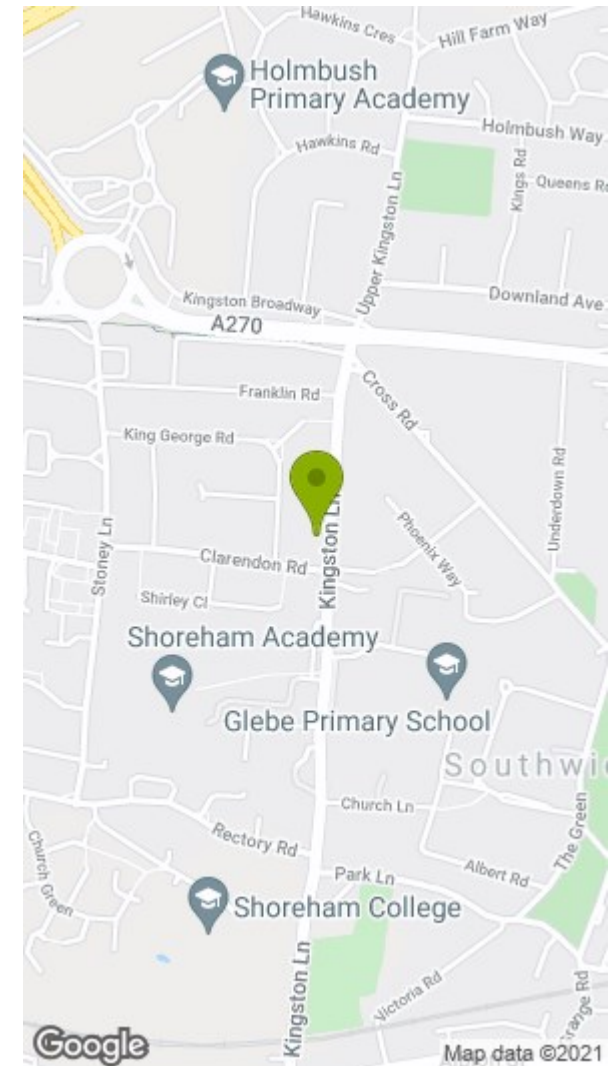 Hawkins Cres
Hill Farm Way
Holmbush
Primary Academy
Holmbush Way
Hawkins Rd
Kings Rd
Queens Rd
Upper Kingston Ln
Downland Ave
Kingston Broadway
A270
Franklin Rd
Cross Rd
King George Rd
Underdown Rd
Stoney Ln
Kingston Ln
Phoenix Way
Clarendon Rd
Shirley Cl
Shoreham Academy
Glebe Primary School
Southwi
Church Ln
The Green
Rectory Rd
Park Ln
Albert Rd
Church Green
Shoreham College
Kingston Ln
Victoria Rd
Grange Rd
Google
Map data ©2021